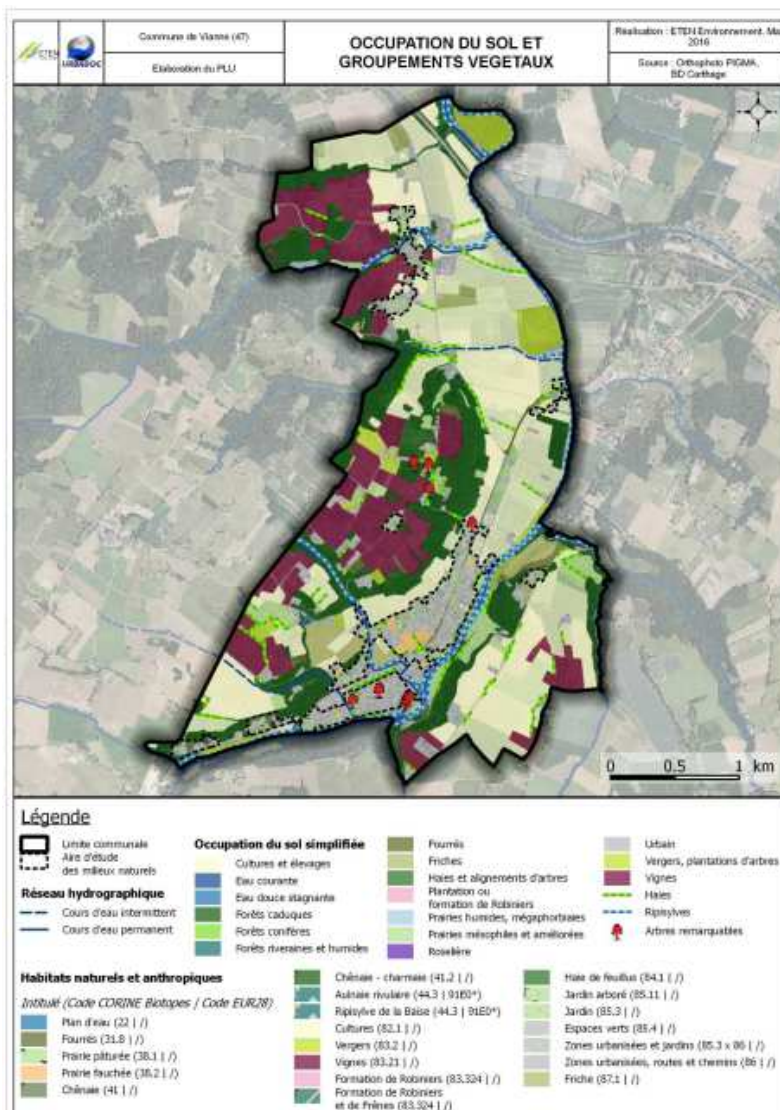 ETEN
URBADOC
Commune de Vianne (47)
Elaboration du PLU
OCCUPATION DU SOL ET
GROUPEMENTS VEGETAUX
Réalisation : ETEN Environnement, Mai
2016
Source : Orthophoto PIGMA,
BD Carthage
0 0.5 1 km
Légende
Limite communale
Aire d'étude
des milieux naturels
Réseau hydrographique
Cours d'eau intermittent
Cours d'eau permanent
Occupation du sol simplifiée
Cultures et élevages
Eau courante
Eau douce stagnante
Forêts caduques
Forêts conifères
Forêts riveraines et humides
Fourrés
Friches
Haies et alignements d'arbres
Plantation ou
formation de Robiniers
Prairies humides, mégaphorbiaies
Prairies mésophiles et améliorées
Roselière
Urbain
Vergers, plantations d'arbres
Vignes
Haies
Ripisylves
Arbres remarquables
Habitats naturels et anthropiques
Intitulé (Code CORINE Biotopes / Code EUR28)
Plan d'eau (22 | /)
Fourrés (31.8 | /)
Prairie pâturée (38.1 | /)
Prairie fauchée (38.2 | /)
Chênaie (41 | /)
Chênaie - charmaie (41.2 | /)
Aulnaie rivulaire (44.3 | 91E0*)
Ripisylve de la Baïse (44.3 | 91E0*)
Cultures (82.1 | /)
Vergers (83.2 | /)
Vignes (83.21 | /)
Formation de Robiniers (83.324 | /)
Formation de Robiniers
et de Frênes (83.324 | /)
Haie de feuillus (84.1 | /)
Jardin arboré (85.11 | /)
Jardin (85.3 | /)
Espaces verts (85.4 | /)
Zones urbanisées et jardins (85.3 x 86 | /)
Zones urbanisées, routes et chemins (86 | /)
Friche (87.1 | /)